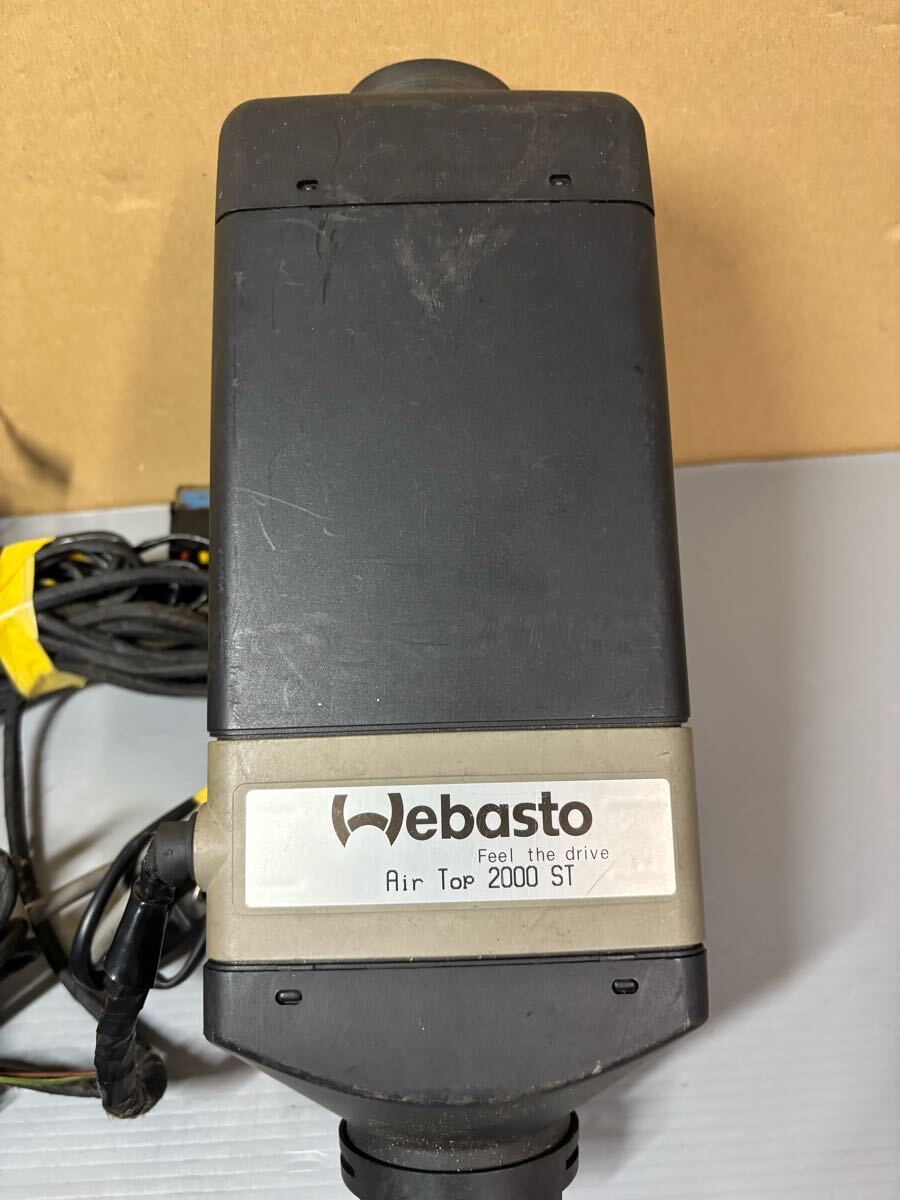 Webasto
Feel the drive
Air Top 2000 ST